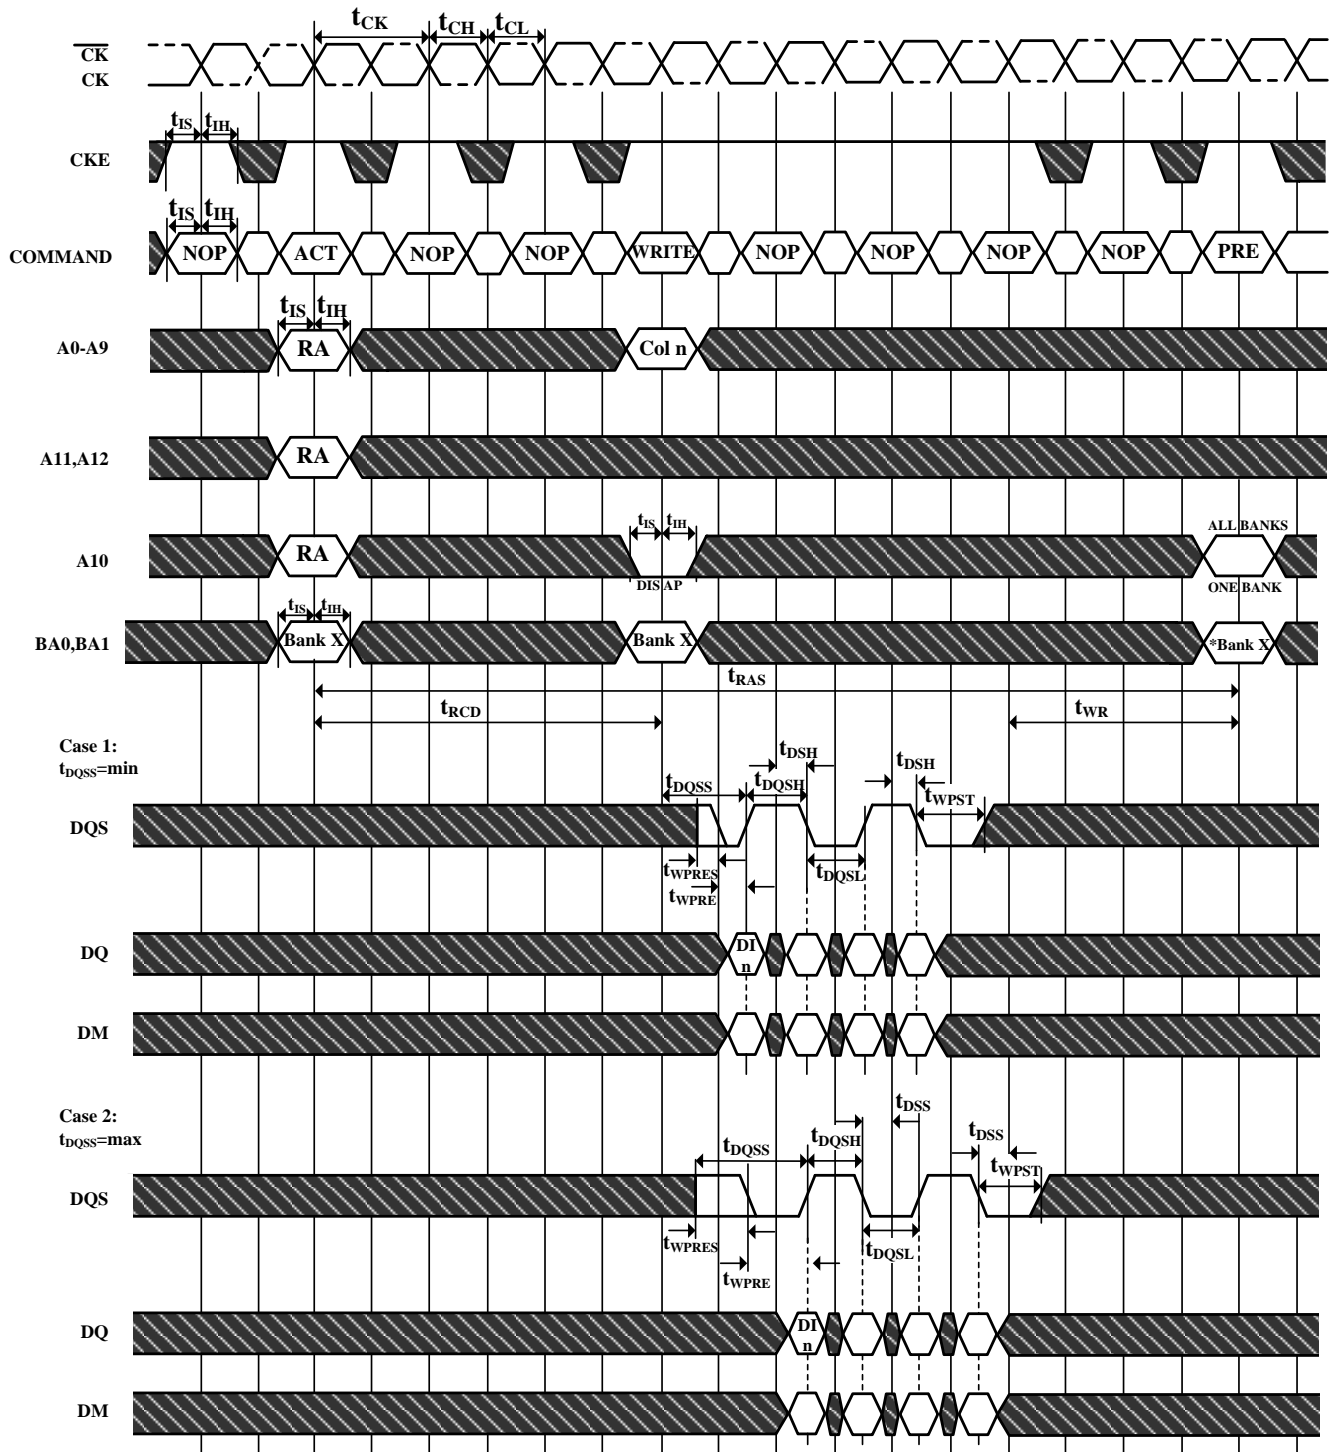 tCK tCH tCL
CK
CK
tIS tIH
CKE
tIS tIH
COMMAND NOP ACT NOP NOP WRITE NOP NOP NOP NOP PRE
tIS tIH
A0-A9 RA Col n
A11,A12 RA
tIS tIH ALL BANKS
A10 RA
DIS AP ONE BANK
tIS tIH
BA0,BA1 Bank X Bank X *Bank X
tRAS
tRCD tWR
Case 1:
tDQSS=min
tDSH tDSH
tDQSS tDQSH tWPST
DQS
tWPRES tDQSL
tWPRE
DQ DI
n
DM
Case 2:
tDQSS=max
tDSS tDSS
tDQSS tDQSH tWPST
DQS
tWPRES tDQSL
tWPRE
DQ DI
n
DM